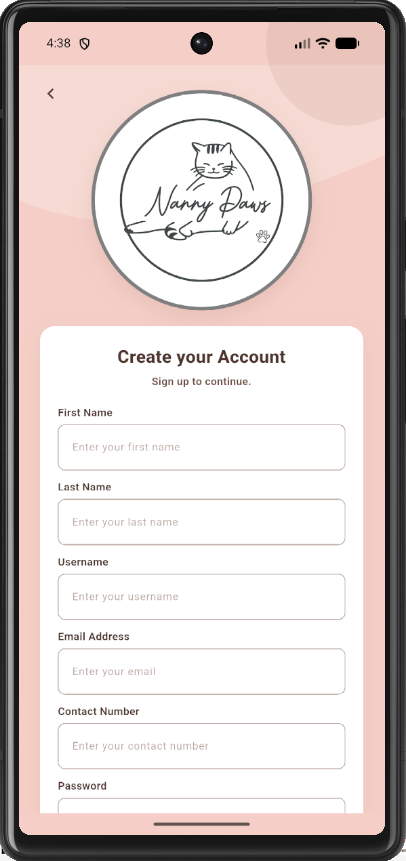 4:38
Nanny Paws
Create your Account
Sign up to continue.
First Name
Enter your first name
Last Name
Enter your last name
Username
Enter your username
Email Address
Enter your email
Contact Number
Enter your contact number
Password